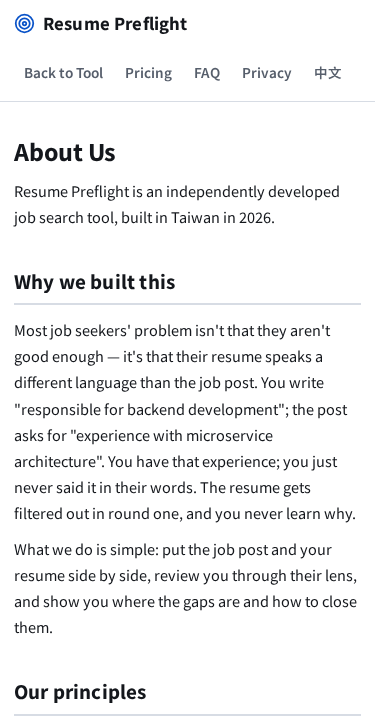 Resume Preflight
Back to Tool Pricing FAQ Privacy 中文
About Us
Resume Preflight is an independently developed
job search tool, built in Taiwan in 2026.
Why we built this
Most job seekers' problem isn't that they aren't
good enough — it's that their resume speaks a
different language than the job post. You write
"responsible for backend development"; the post
asks for "experience with microservice
architecture". You have that experience; you just
never said it in their words. The resume gets
filtered out in round one, and you never learn why.
What we do is simple: put the job post and your
resume side by side, review you through their lens,
and show you where the gaps are and how to close
them.
Our principles